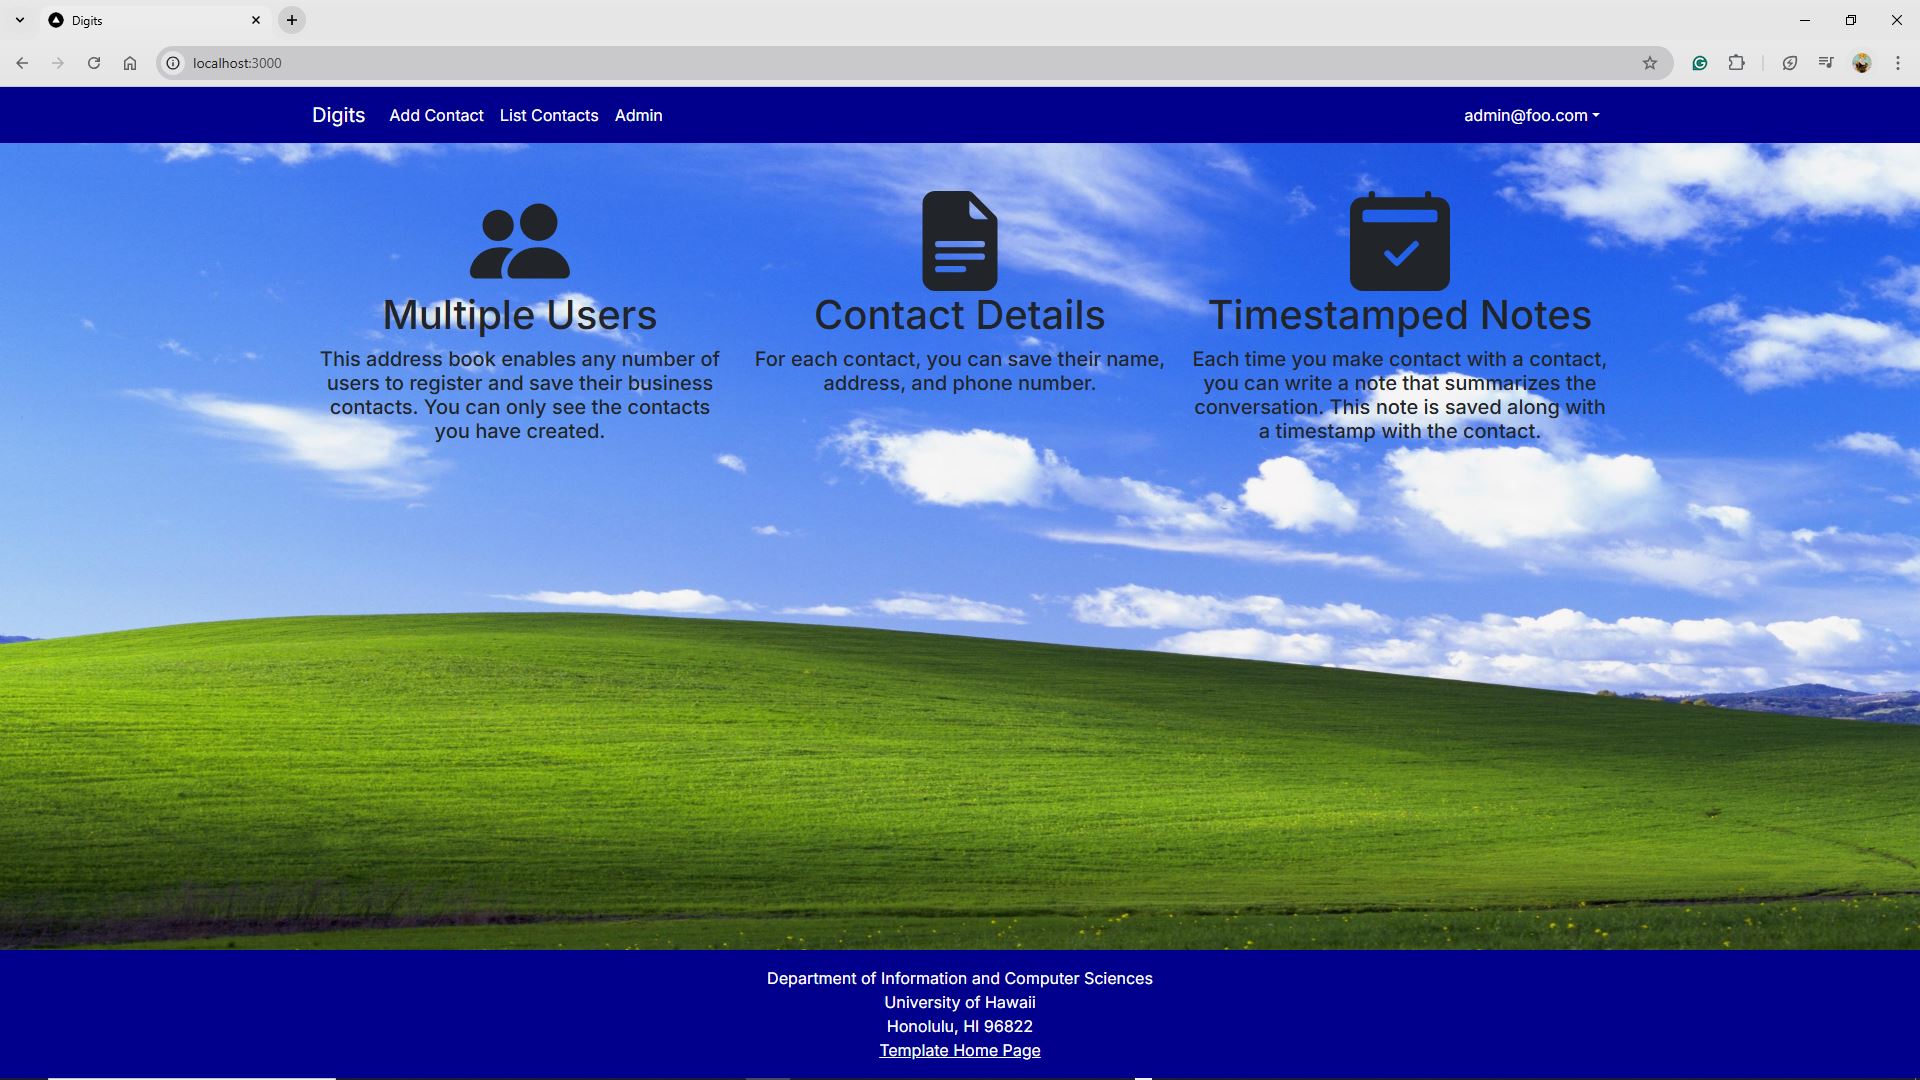 Digits
localhost:3000
Digits Add Contact List Contacts Admin admin@foo.com
Multiple Users
This address book enables any number of
users to register and save their business
contacts. You can only see the contacts
you have created.
Contact Details
For each contact, you can save their name,
address, and phone number.
Timestamped Notes
Each time you make contact with a contact,
you can write a note that summarizes the
conversation. This note is saved along with
a timestamp with the contact.
Department of Information and Computer Sciences
University of Hawaii
Honolulu, HI 96822
Template Home Page